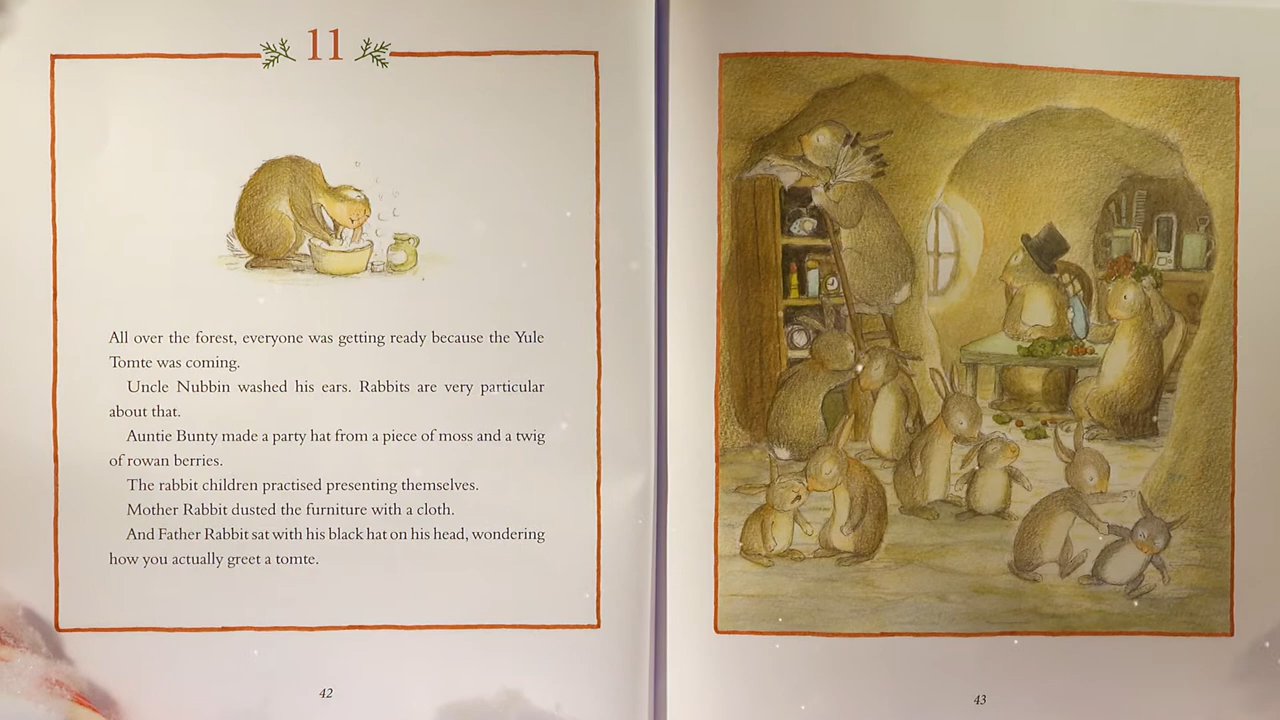 11
All over the forest, everyone was getting ready because the Yule
Tomte was coming.
Uncle Nubbin washed his ears. Rabbits are very particular
about that.
Auntie Bunty made a party hat from a piece of moss and a twig
of rowan berries.
The rabbit children practised presenting themselves.
Mother Rabbit dusted the furniture with a cloth.
And Father Rabbit sat with his black hat on his head, wondering
how you actually greet a tomte.
42
43